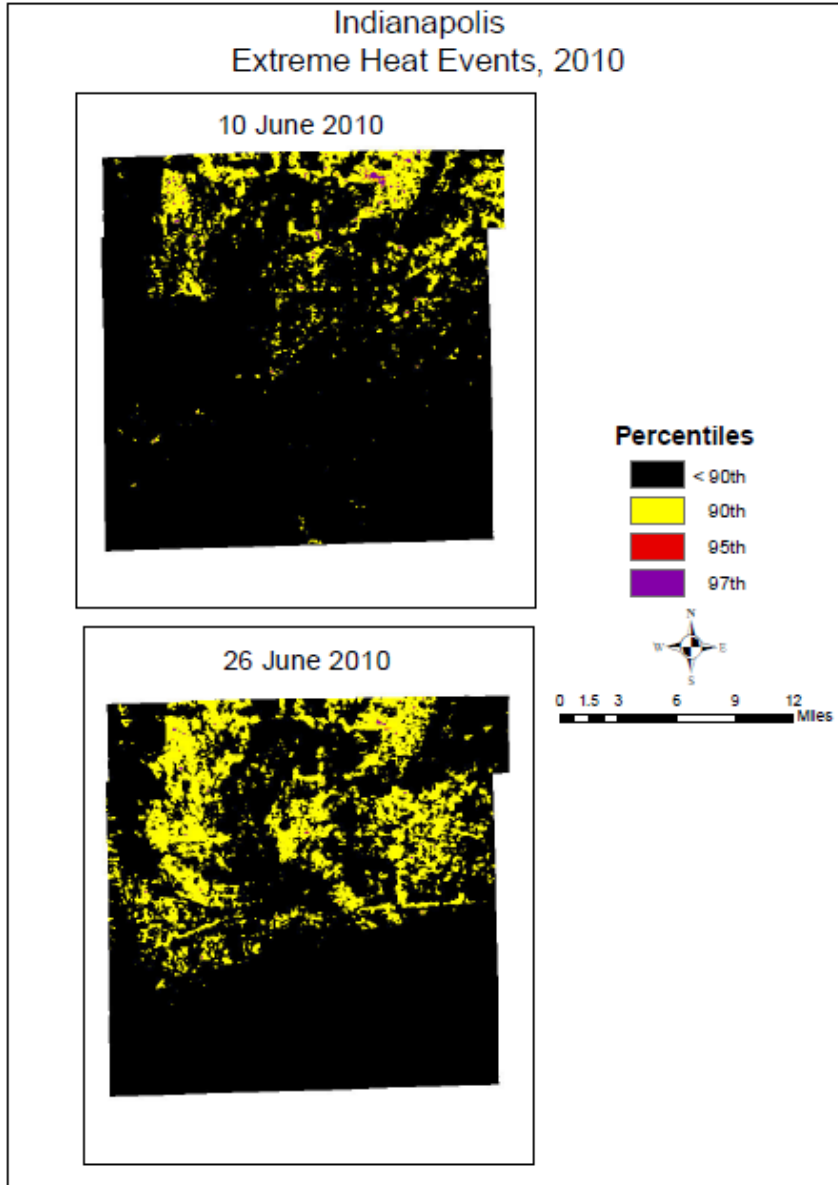 Indianapolis
Extreme Heat Events, 2010
10 June 2010
Percentiles
< 90th
90th
95th
97th
N
W E
S
0 1.5 3 6 9 12
Miles
26 June 2010